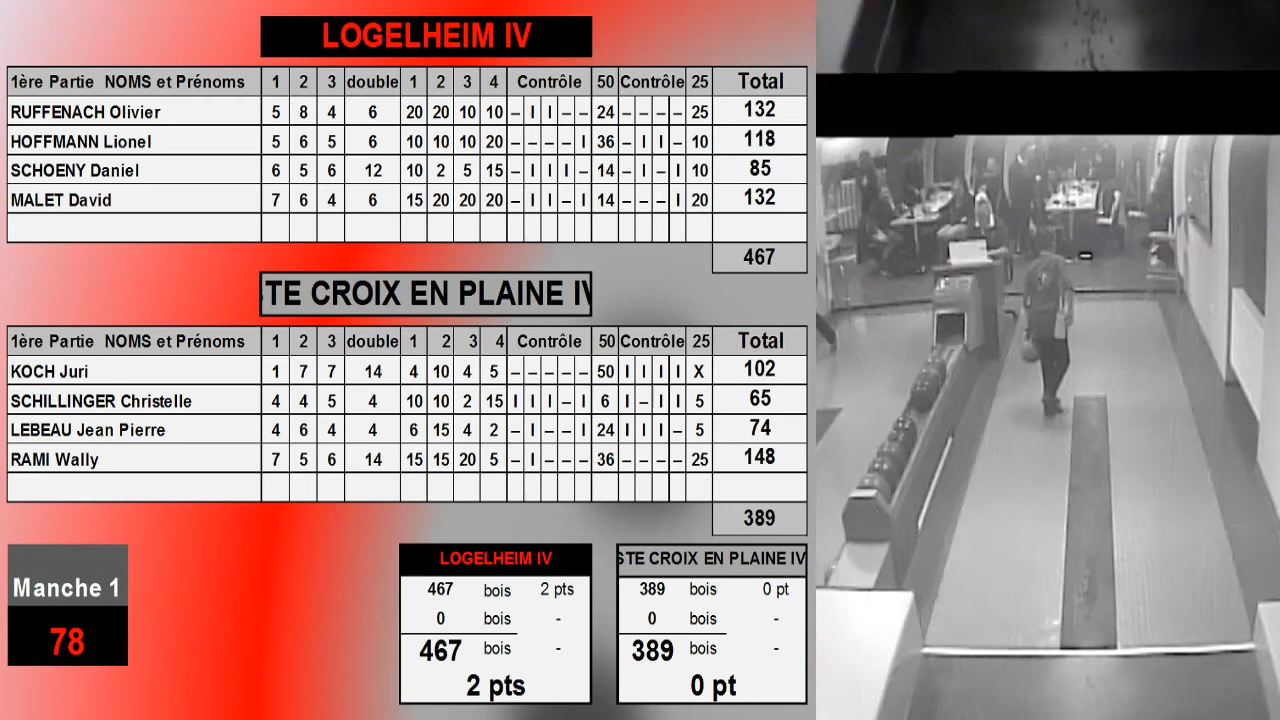 LOGELHEIM IV
1ère Partie NOMS et Prénoms 1 2 3 double 1 2 3 4 Contrôle 50 Contrôle 25 Total
RUFFENACH Olivier 5 8 4 6 20 20 10 10 – I I – – 24 – – – – 25 132
HOFFMANN Lionel 5 6 5 6 10 10 10 20 – – – – I 36 – I I – 10 118
SCHOENY Daniel 6 5 6 12 10 2 5 15 – I I I – 14 – I – I 10 85
MALET David 7 6 4 6 15 20 20 20 – I I – I 14 – – – I 20 132
467
STE CROIX EN PLAINE IV
1ère Partie NOMS et Prénoms 1 2 3 double 1 2 3 4 Contrôle 50 Contrôle 25 Total
KOCH Juri 1 7 7 14 4 10 4 5 – – – – – 50 I I I I X 102
SCHILLINGER Christelle 4 4 5 4 10 10 2 15 I I I – I 6 I – I I 5 65
LEBEAU Jean Pierre 4 6 4 4 6 15 4 2 – I – – I 24 I I I – 5 74
RAMI Wally 7 5 6 14 15 15 20 5 – I – – – 36 – – – – 25 148
389
Manche 1
78
LOGELHEIM IV
467 bois 2 pts
0 bois -
467 bois -
2 pts
STE CROIX EN PLAINE IV
389 bois 0 pt
0 bois -
389 bois -
0 pt